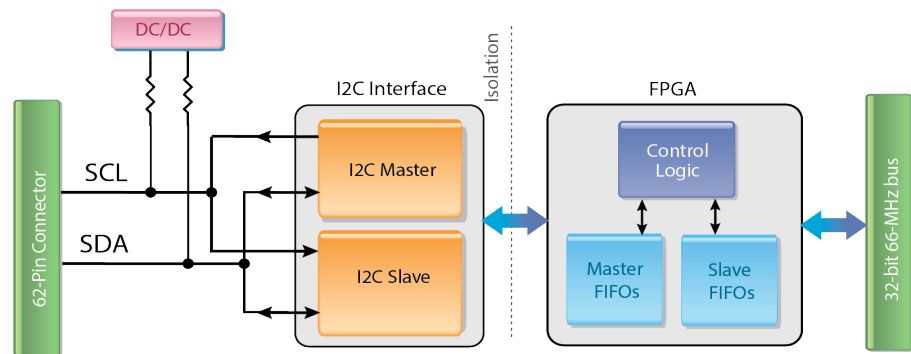 DC/DC
I2C Interface
Isolation
FPGA
62-Pin Connector
SCL
SDA
I2C Master
I2C Slave
Control
Logic
Master
FIFOs
Slave
FIFOs
32-bit 66-MHz bus